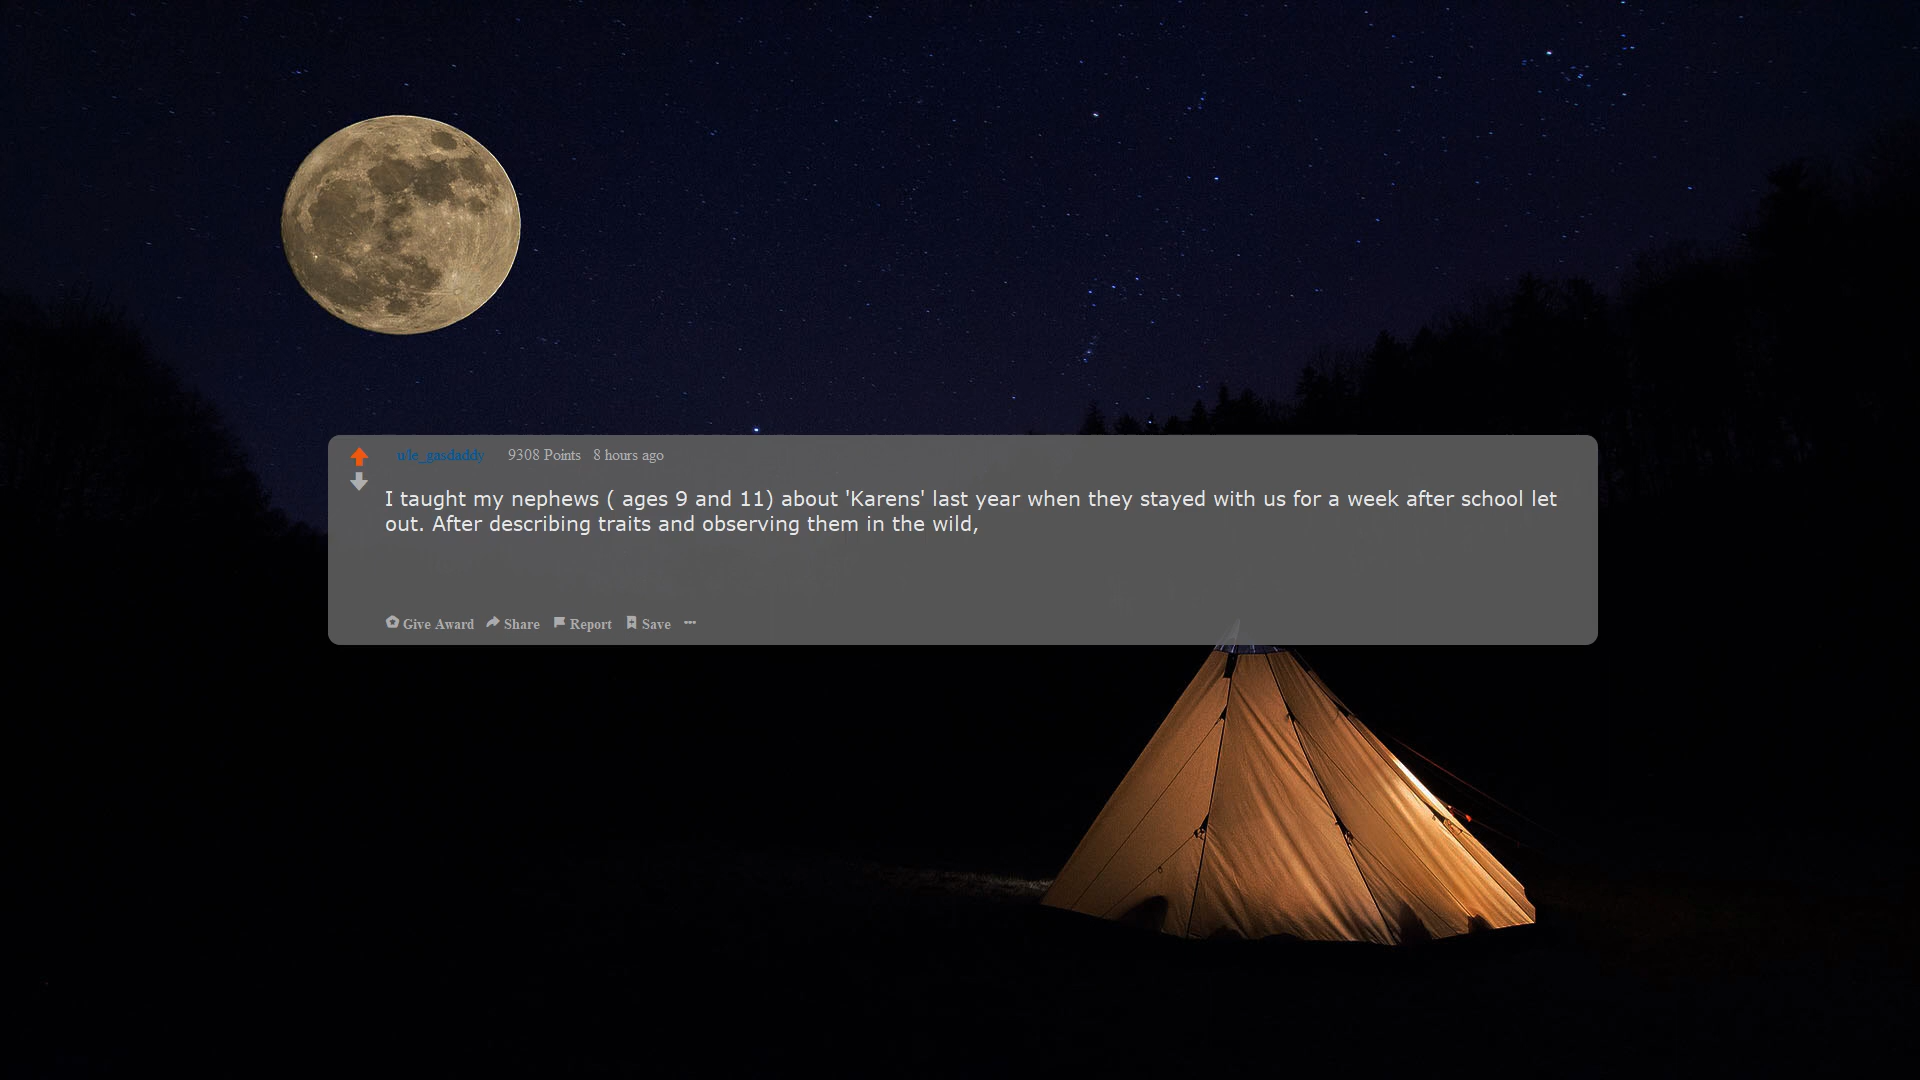 u/le_gasdaddy 9308 Points 8 hours ago
I taught my nephews ( ages 9 and 11) about 'Karens' last year when they stayed with us for a week after school let
out. After describing traits and observing them in the wild,
Give Award Share Report Save ...